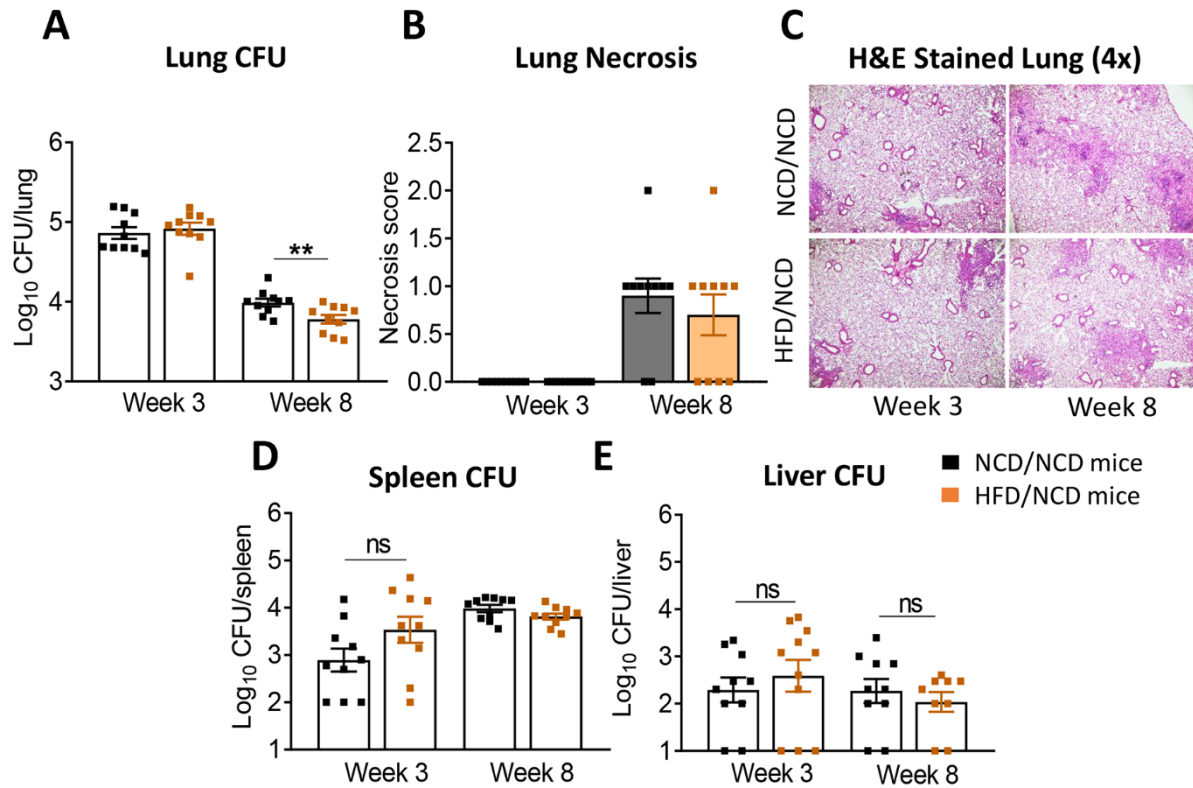 A
Lung CFU
Log10 CFU/lung
6
5
4
3
**
Week 3
Week 8
B
Lung Necrosis
Necrosis score
2.5
2.0
1.5
1.0
0.5
0.0
Week 3
Week 8
C
H&E Stained Lung (4x)
NCD/NCD
HFD/NCD
Week 3
Week 8
D
Spleen CFU
Log10 CFU/spleen
6
5
4
3
2
1
ns
Week 3
Week 8
E
Liver CFU
Log10 CFU/liver
6
5
4
3
2
1
ns
ns
Week 3
Week 8
NCD/NCD mice
HFD/NCD mice